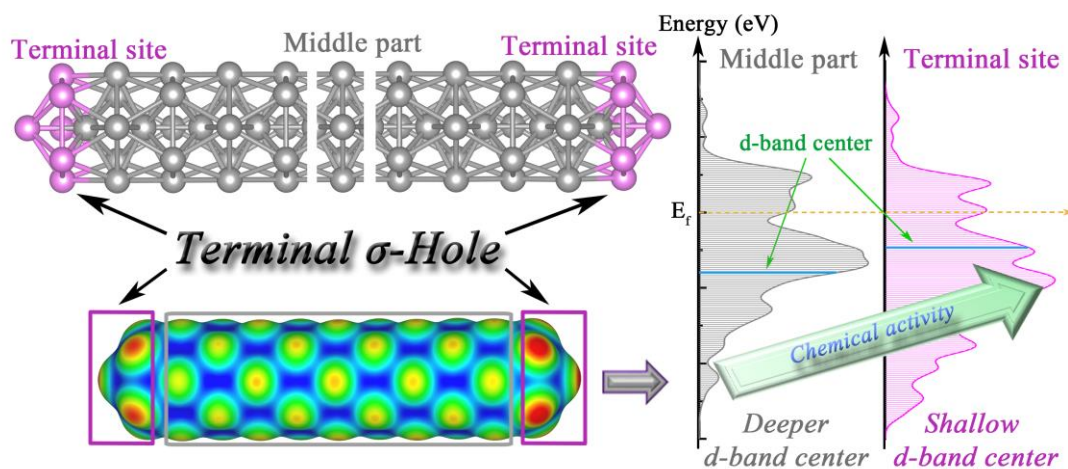 Terminal site
Middle part
Terminal site
Terminal σ-Hole
Energy (eV)
Middle part
Terminal site
d-band center
E_f
Chemical activity
Deeper
d-band center
Shallow
d-band center